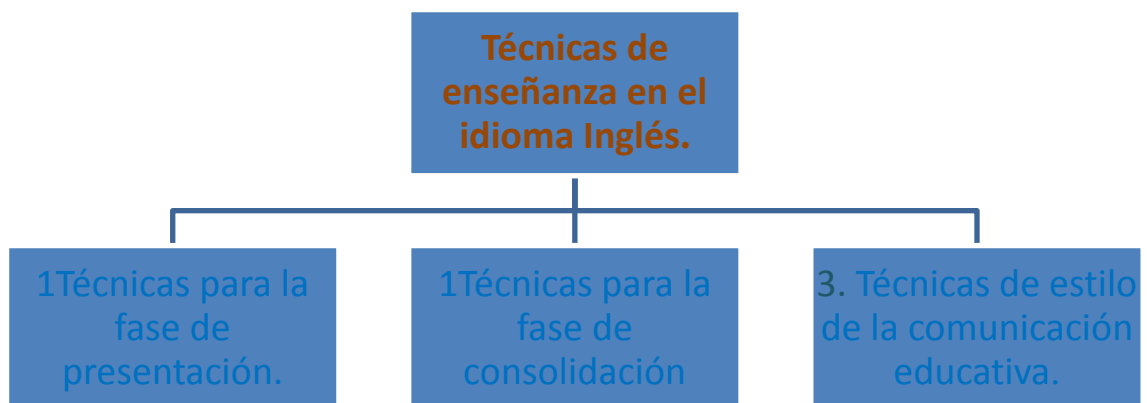 Técnicas de
enseñanza en el
idioma Inglés.
1Técnicas para la
fase de
presentación.
1Técnicas para la
fase de
consolidación
3. Técnicas de estilo
de la comunicación
educativa.